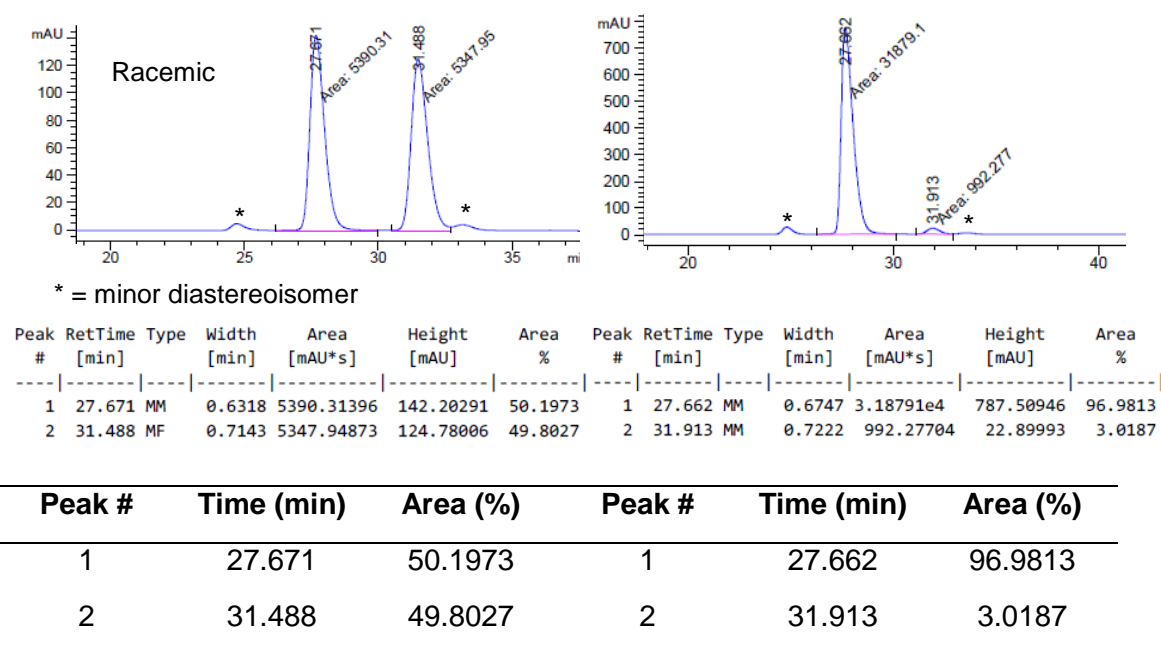 mAU
120
100
80
60
40
20
0
Racemic
27.671
Area: 5390.31
31.488
Area: 5347.95
*
*
20
25
30
35
mi
mAU
700
600
500
400
300
200
100
0
27.662
Area: 31879.1
31.913
Area: 992.277
*
*
20
30
40
* = minor diastereoisomer
Peak RetTime Type Width Area Height Area Peak RetTime Type Width Area Height Area
# [min] [min] [mAU*s] [mAU] % # [min] [min] [mAU*s] [mAU] %
----|-------|----|-------|----------|----------|--------| ----|-------|----|-------|----------|----------|--------|
1 27.671 MM 0.6318 5390.31396 142.20291 50.1973 1 27.662 MM 0.6747 3.18791e4 787.50946 96.9813
2 31.488 MF 0.7143 5347.94873 124.78006 49.8027 2 31.913 MM 0.7222 992.27704 22.89993 3.0187
Peak # Time (min) Area (%) Peak # Time (min) Area (%)
1 27.671 50.1973 1 27.662 96.9813
2 31.488 49.8027 2 31.913 3.0187